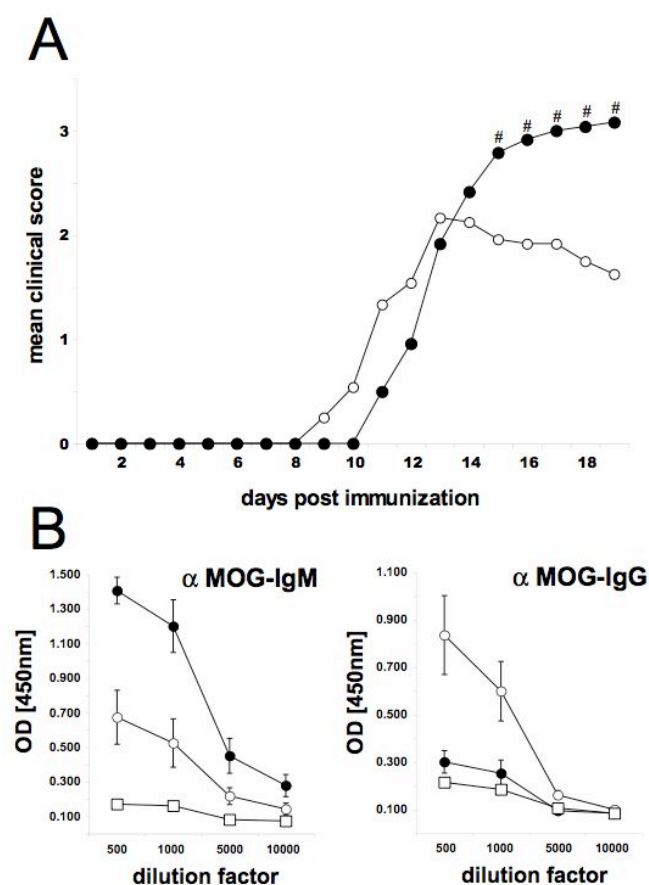 A
# # # # #
3
2
1
0
mean clinical score
2 4 6 8 10 12 14 16 18
days post immunization
B
α MOG-IgM
1.500
1.300
1.100
0.900
0.700
0.500
0.300
0.100
OD [450nm]
500 1000 5000 10000
dilution factor
α MOG-IgG
1.100
0.900
0.700
0.500
0.300
0.100
OD [450nm]
500 1000 5000 10000
dilution factor